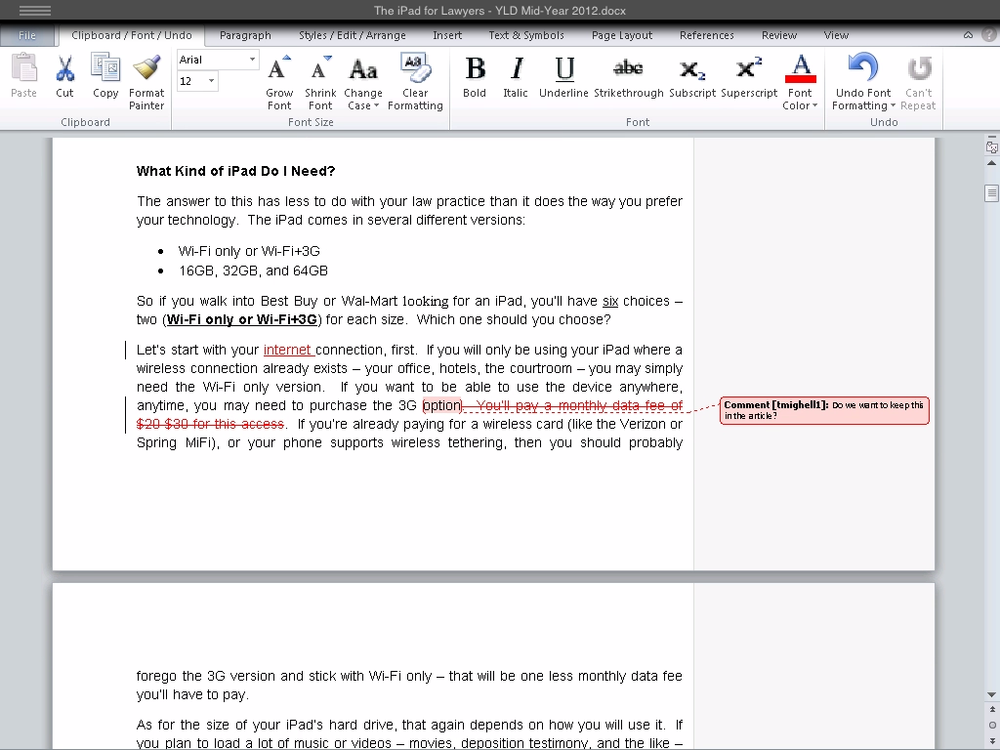 The iPad for Lawyers - YLD Mid-Year 2012.docx
File Clipboard / Font / Undo Paragraph Styles / Edit / Arrange Insert Text & Symbols Page Layout References Review View
Arial
12
Paste Cut Copy Format Painter
Grow Font Shrink Font Change Case Clear Formatting
Bold Italic Underline Strikethrough Subscript Superscript Font Color
Undo Font Formatting Can't Repeat
Clipboard Font Size Font Undo
What Kind of iPad Do I Need?
The answer to this has less to do with your law practice than it does the way you prefer
your technology. The iPad comes in several different versions:
• Wi-Fi only or Wi-Fi+3G
• 16GB, 32GB, and 64GB
So if you walk into Best Buy or Wal-Mart looking for an iPad, you'll have six choices –
two (Wi-Fi only or Wi-Fi+3G) for each size. Which one should you choose?
Let's start with your internet connection, first. If you will only be using your iPad where a
wireless connection already exists – your office, hotels, the courtroom – you may simply
need the Wi-Fi only version. If you want to be able to use the device anywhere,
anytime, you may need to purchase the 3G option. You'll pay a monthly data fee of
$20-$30 for this access. If you're already paying for a wireless card (like the Verizon or
Spring MiFi), or your phone supports wireless tethering, then you should probably
Comment [tmighell1]: Do we want to keep this
in the article?
forego the 3G version and stick with Wi-Fi only – that will be one less monthly data fee
you'll have to pay.
As for the size of your iPad's hard drive, that again depends on how you will use it. If
you plan to load a lot of music or videos – movies, deposition testimony, and the like –